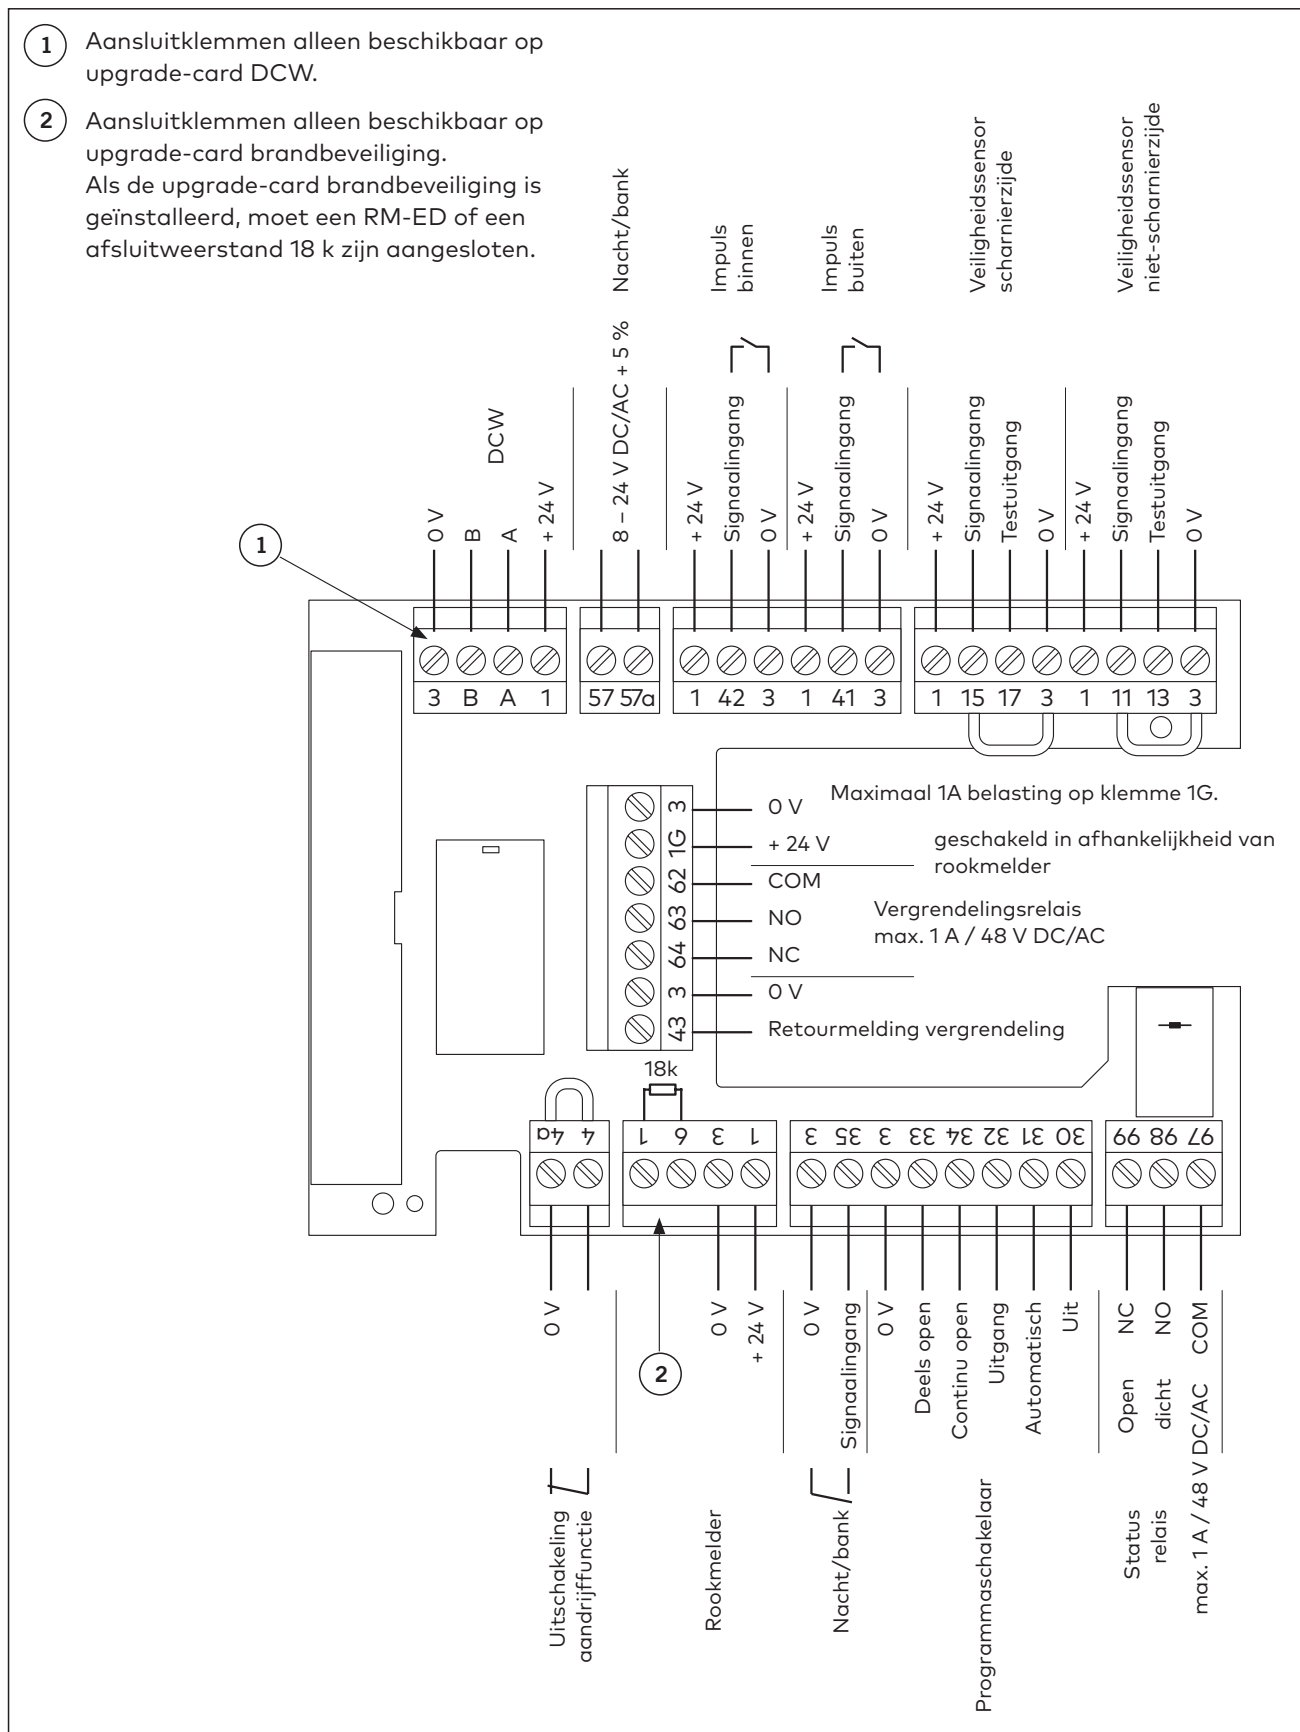 1 Aansluitklemmen alleen beschikbaar op
upgrade-card DCW.
2 Aansluitklemmen alleen beschikbaar op
upgrade-card brandbeveiliging.
Als de upgrade-card brandbeveiliging is
geïnstalleerd, moet een RM-ED of een
afsluitweerstand 18 k zijn aangesloten.
DCW
Nacht/bank
Impuls
binnen
Impuls
buiten
Veiligheidssensor
scharnierzijde
Veiligheidssensor
niet-scharnierzijde
0 V
B
A
+ 24 V
8 – 24 V DC/AC + 5 %
+ 24 V
Signaalingang
0 V
+ 24 V
Signaalingang
0 V
+ 24 V
Signaalingang
Testuitgang
0 V
+ 24 V
Signaalingang
Testuitgang
0 V
1
3 B A 1
57 57a
1 42 3 1 41 3
1 15 17 3 1 11 13 3
Maximaal 1A belasting op klemme 1G.
3 0 V
1G + 24 V
geschakeld in afhankelijkheid van
rookmelder
62 COM
63 NO
64 NC
Vergrendelingsrelais
max. 1 A / 48 V DC/AC
3 0 V
43 Retourmelding vergrendeling
18k
4a 4
1 6 3 1
3 35 3 33 34 32 31 30
99 98 97
2
0 V
0 V
+ 24 V
0 V
Signaalingang
0 V
Deels open
Continu open
Uitgang
Automatisch
Uit
NC
NO
COM
Open
dicht
max. 1 A / 48 V DC/AC
Uitschakeling
aandrijffunctie
Rookmelder
Nacht/bank
Programmaschakelaar
Status
relais